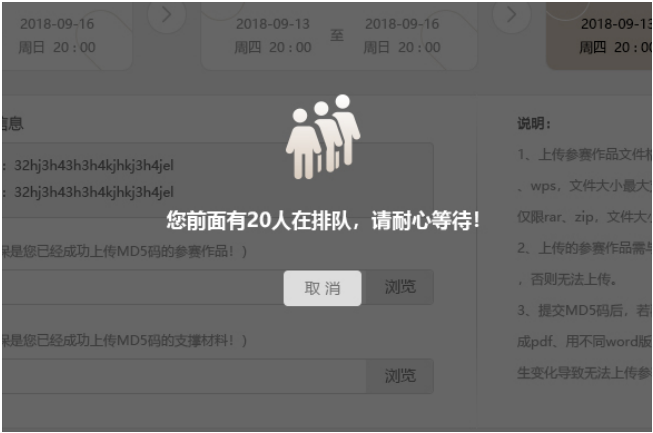 2018-09-16
周日 20 : 00
2018-09-13
周四 20 : 00
至
2018-09-16
周日 20 : 00
2018-09-13
周四 20 : 00
信息
：32hj3h43h3h4kjhkj3h4jel
：32hj3h43h3h4kjhkj3h4jel
您前面有20人在排队，请耐心等待！
保是您已经成功上传MD5码的参赛作品！)
取 消
浏览
保是您已经成功上传MD5码的支撑材料！)
浏览
说明：
1、上传参赛作品文件格
、wps，文件大小最大
仅限rar、zip，文件大小
2、上传的参赛作品需与
，否则无法上传。
3、提交MD5码后，若
成pdf、用不同word版
生变化导致无法上传参